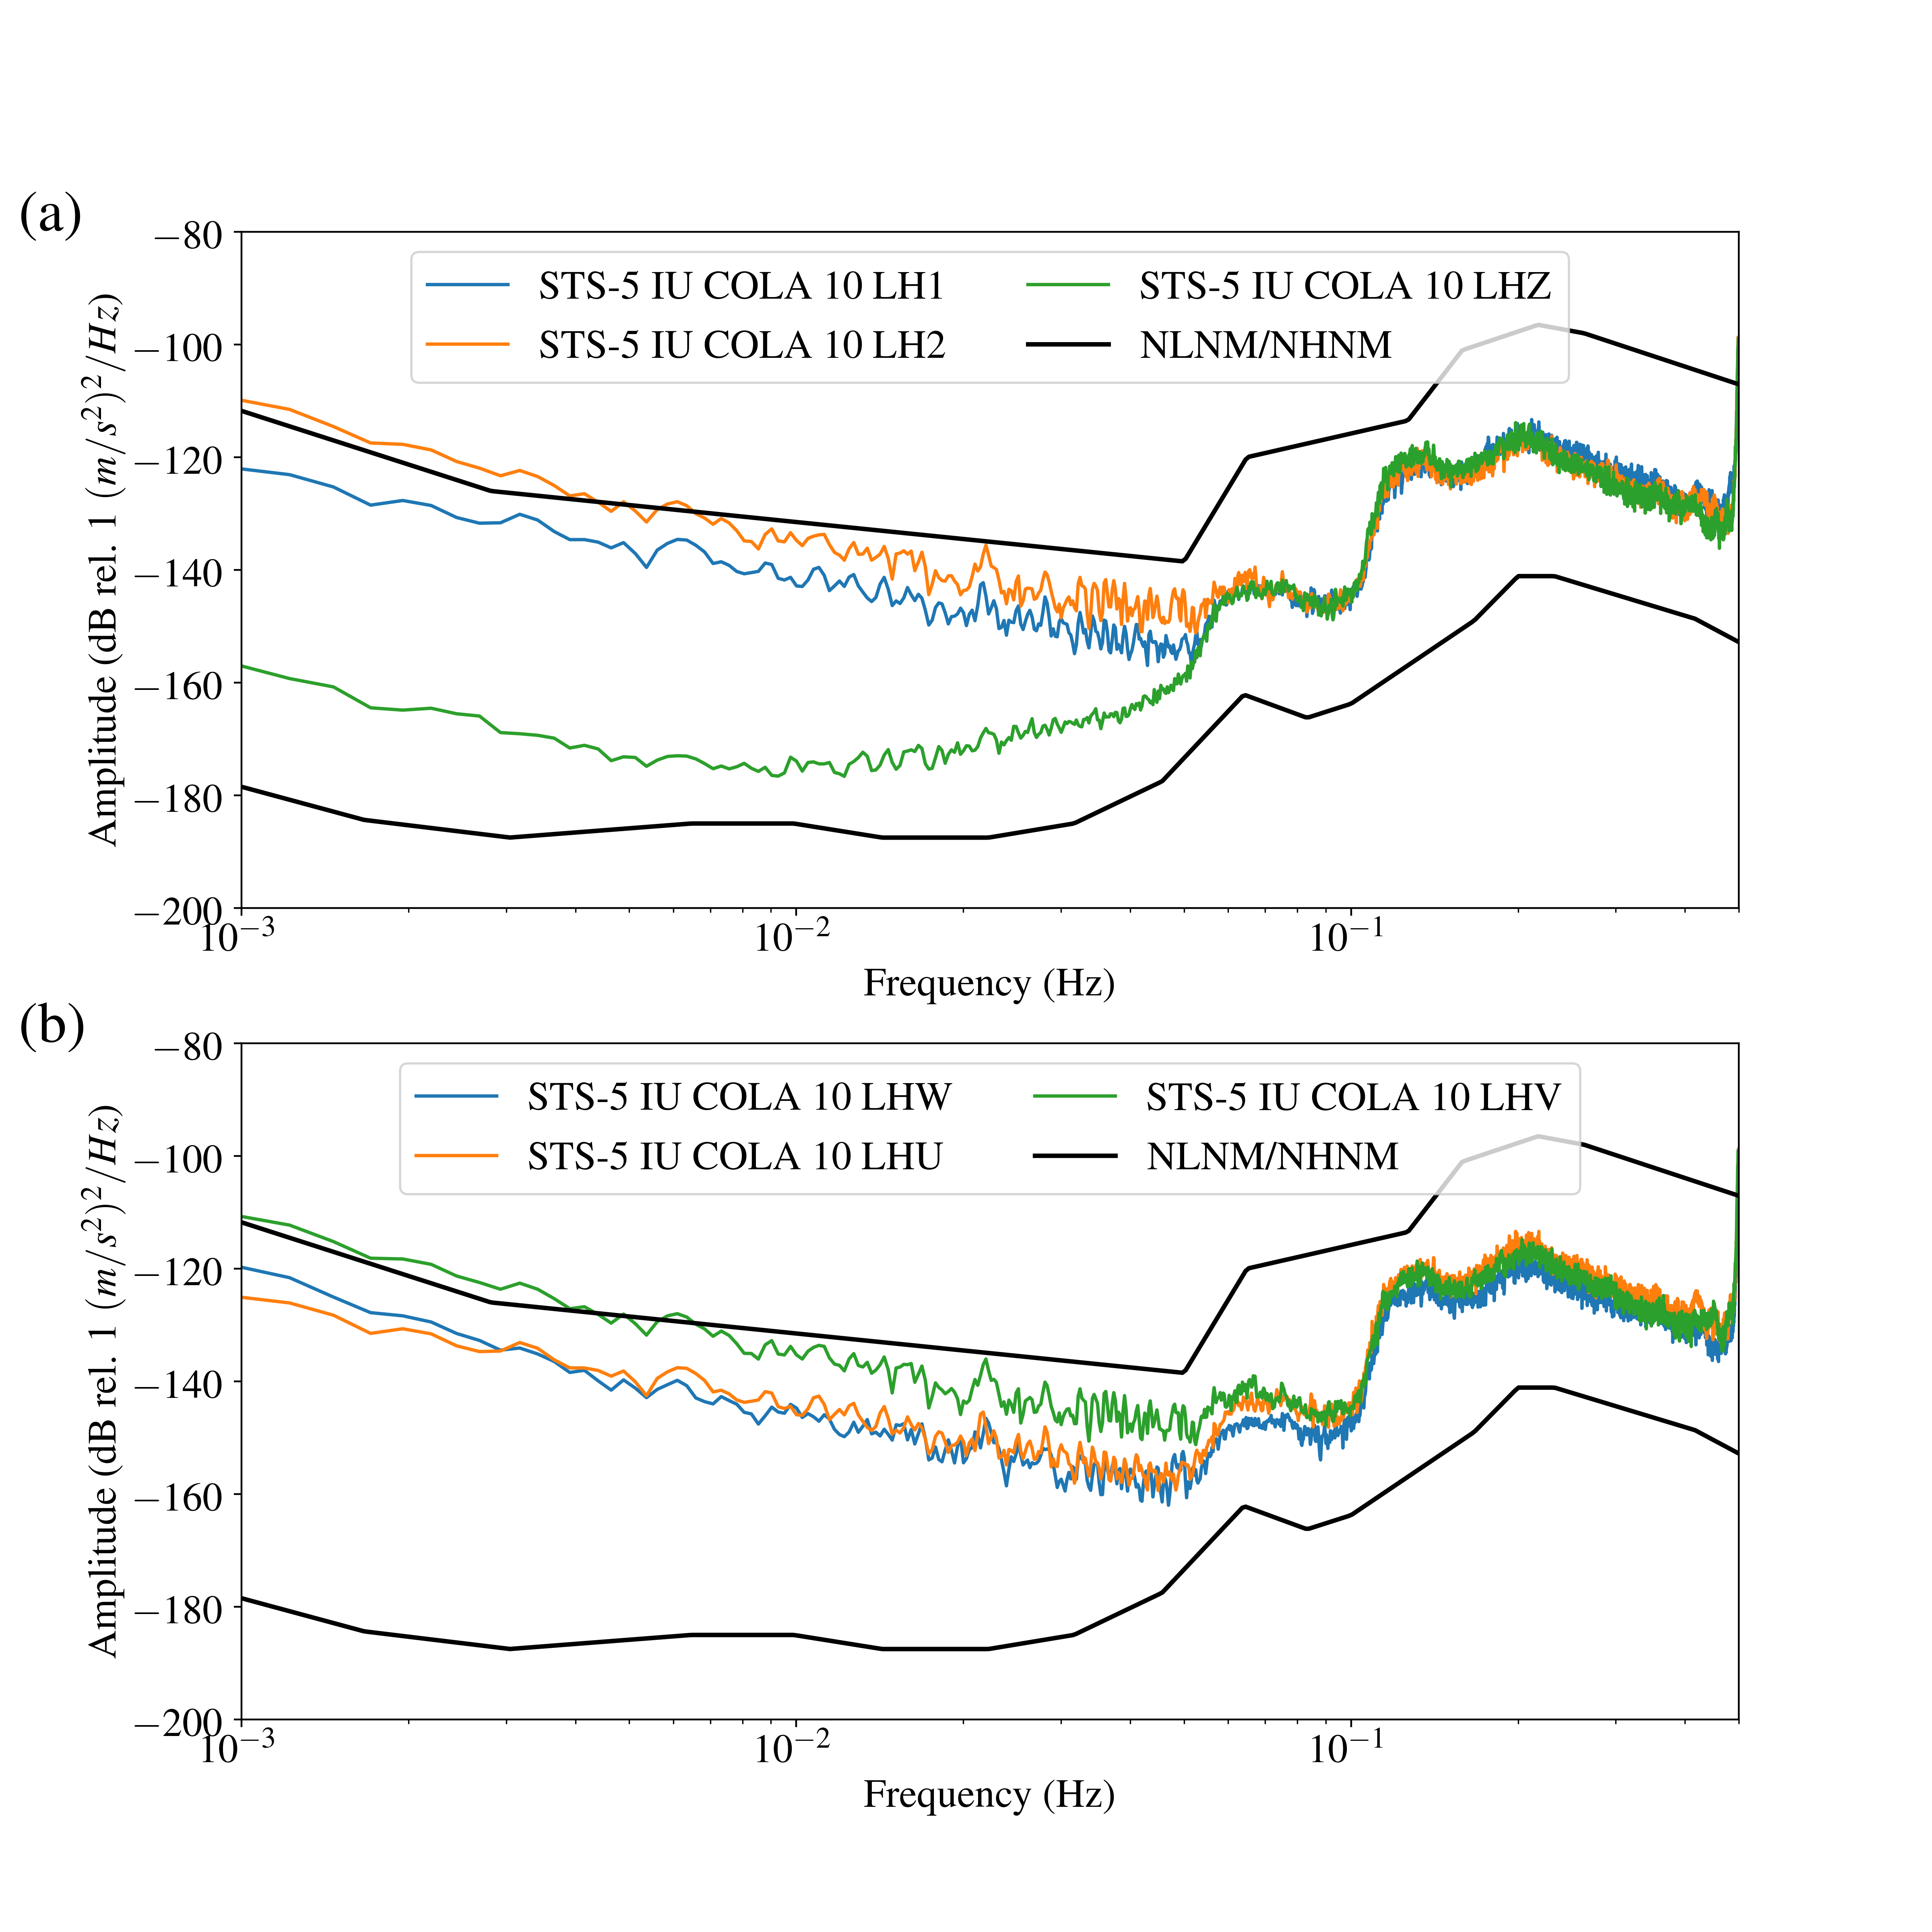 (a)
−80
−100
−120
−140
−160
−180
−200
Amplitude (dB rel. 1 (m/s²)²/Hz)
STS-5 IU COLA 10 LH1
STS-5 IU COLA 10 LH2
STS-5 IU COLA 10 LHZ
NLNM/NHNM
10⁻³ 10⁻² 10⁻¹
Frequency (Hz)
(b)
−80
−100
−120
−140
−160
−180
−200
Amplitude (dB rel. 1 (m/s²)²/Hz)
STS-5 IU COLA 10 LHW
STS-5 IU COLA 10 LHU
STS-5 IU COLA 10 LHV
NLNM/NHNM
10⁻³ 10⁻² 10⁻¹
Frequency (Hz)